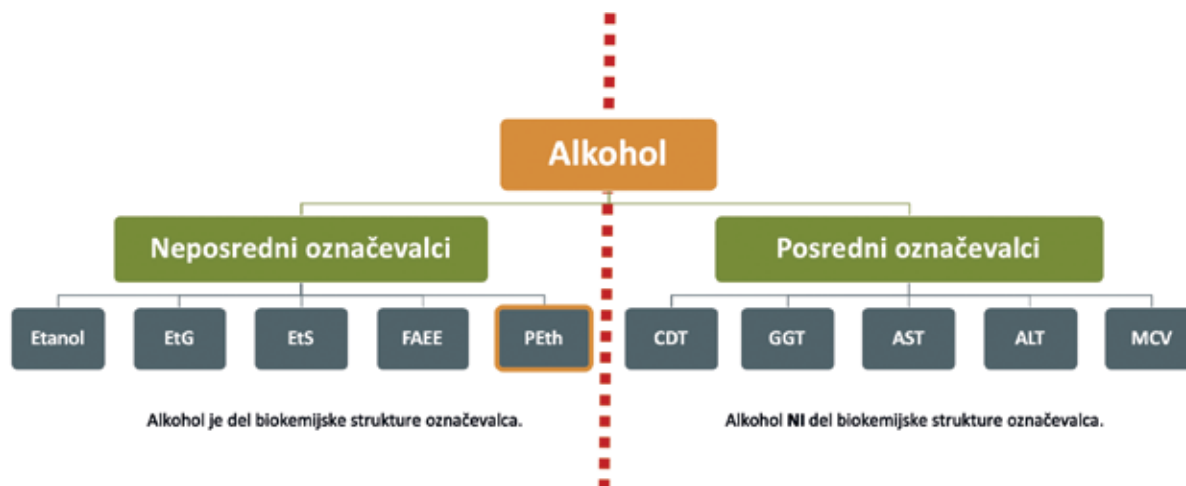 Alkohol
Neposredni označevalci
Posredni označevalci
Etanol
EtG
EtS
FAEE
PEth
CDT
GGT
AST
ALT
MCV
Alkohol je del biokemijske strukture označevalca.
Alkohol NI del biokemijske strukture označevalca.